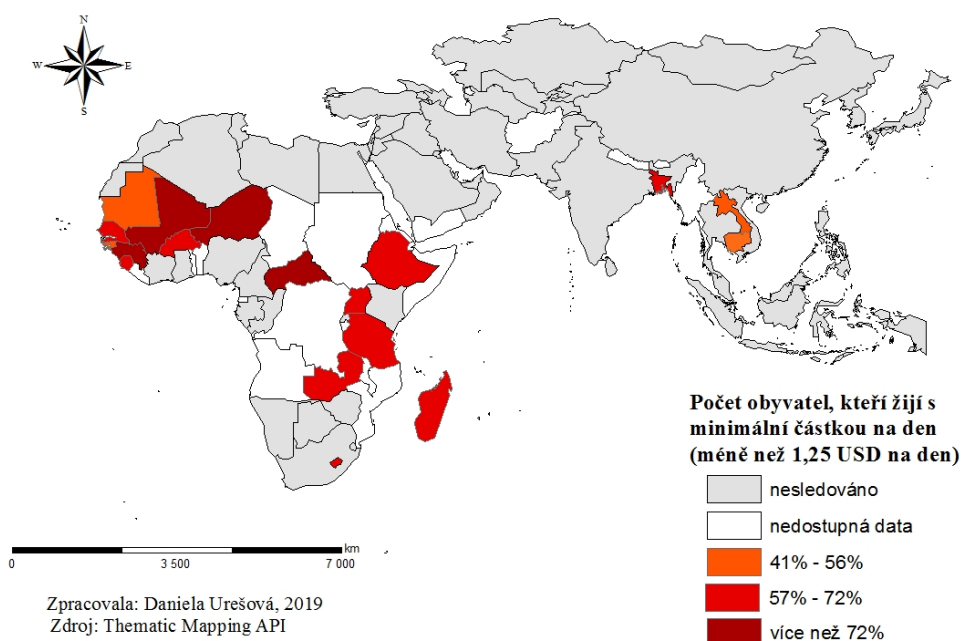 N
W E
S
Počet obyvatel, kteří žijí s
minimální částkou na den
(méně než 1,25 USD na den)
nesledováno
nedostupná data
41% - 56%
57% - 72%
více než 72%
km
0 3 500 7 000
Zpracovala: Daniela Urešová, 2019
Zdroj: Thematic Mapping API